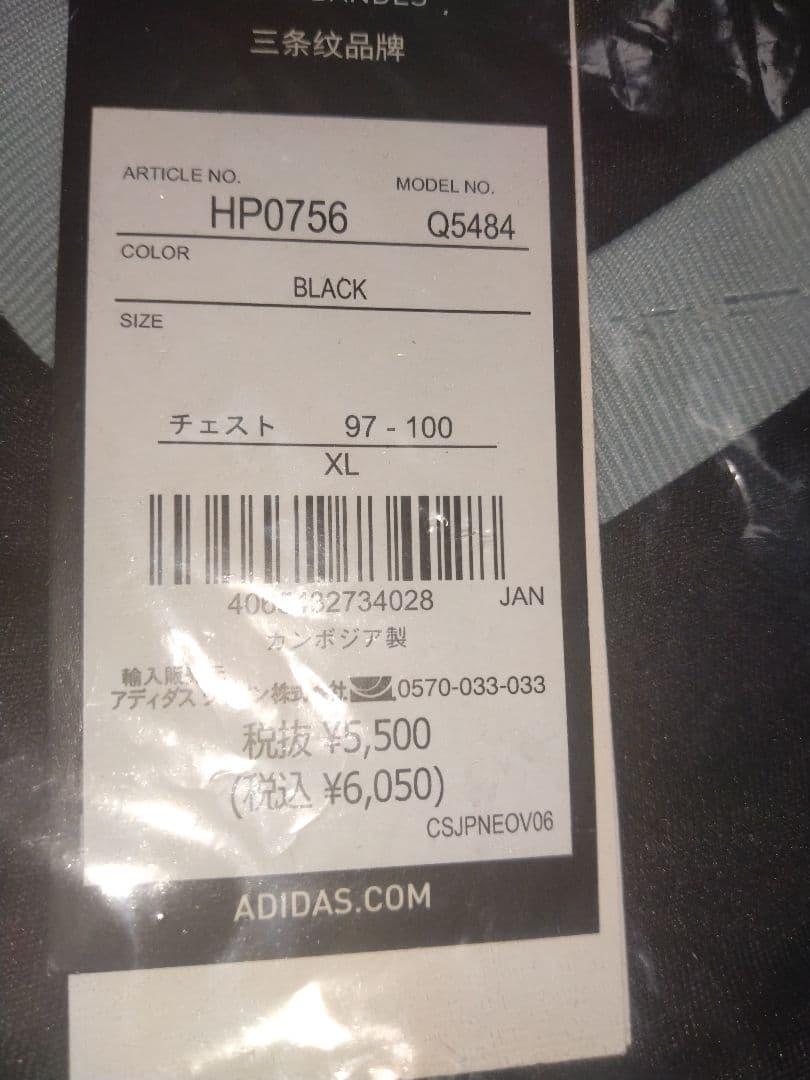 三条纹品牌
ARTICLE NO.
MODEL NO.
HP0756
Q5484
COLOR
BLACK
SIZE
チェスト 97 - 100
XL
JAN
カンボジア製
0570-033-033
税抜 ¥5,500
(税込 ¥6,050)
CSJPNEOV06
ADIDAS.COM